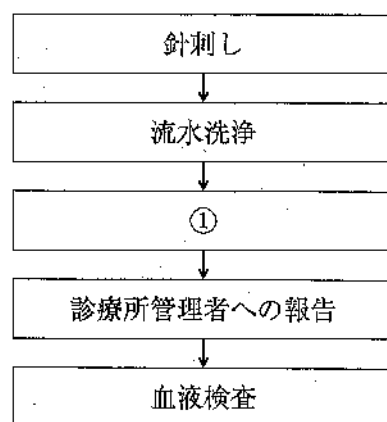 針刺し
流水洗浄
①
診療所管理者への報告
血液検査